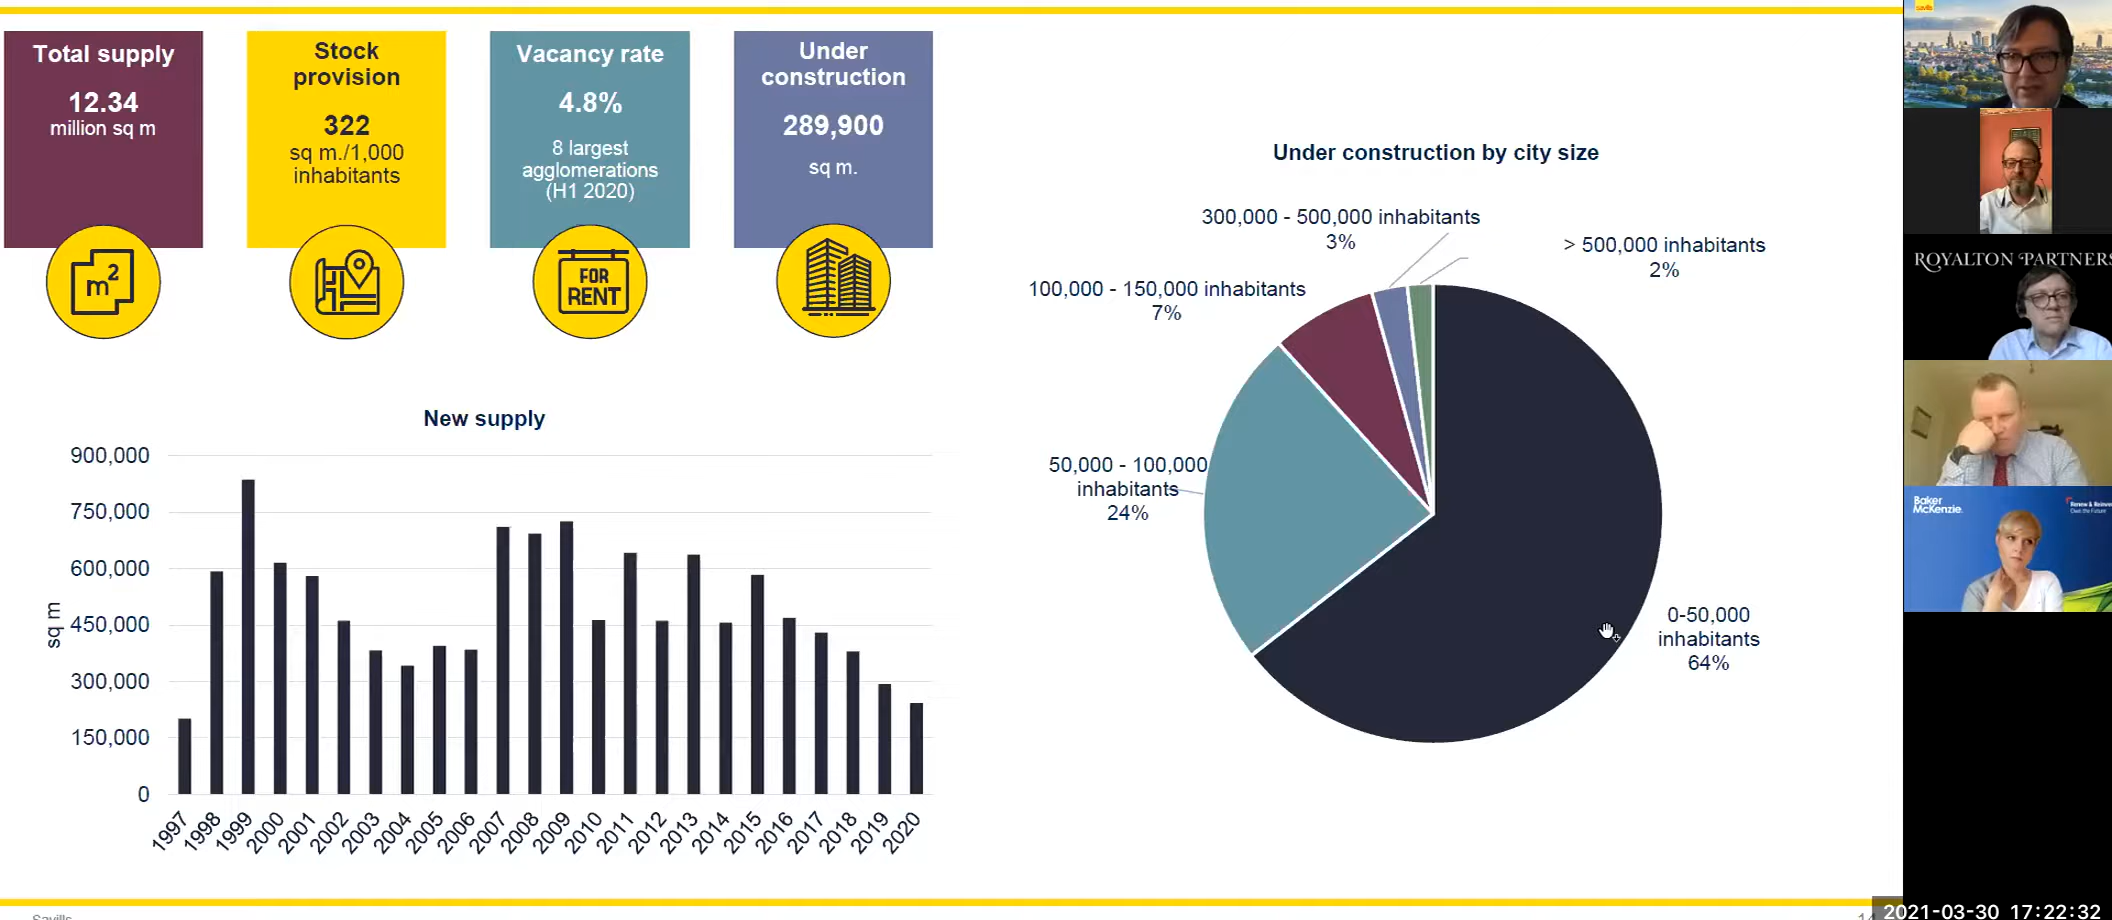 Total supply
12.34
million sq m
Stock
provision
322
sq m./1,000
inhabitants
Vacancy rate
4.8%
8 largest
agglomerations
(H1 2020)
Under
construction
289,900
sq m.
m²
FOR
RENT
New supply
900,000
750,000
600,000
450,000
300,000
150,000
0
sq m
1997
1998
1999
2000
2001
2002
2003
2004
2005
2006
2007
2008
2009
2010
2011
2012
2013
2014
2015
2016
2017
2018
2019
2020
Under construction by city size
300,000 - 500,000 inhabitants
3%
> 500,000 inhabitants
2%
100,000 - 150,000 inhabitants
7%
50,000 - 100,000
inhabitants
24%
0-50,000
inhabitants
64%
Savills
savills
ROYALTON PARTNERS
Baker
McKenzie.
Own the Future
2021-03-30 17:22:32